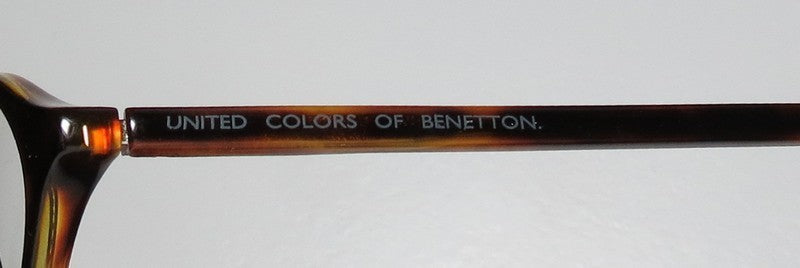 UNITED COLORS OF BENETTON.